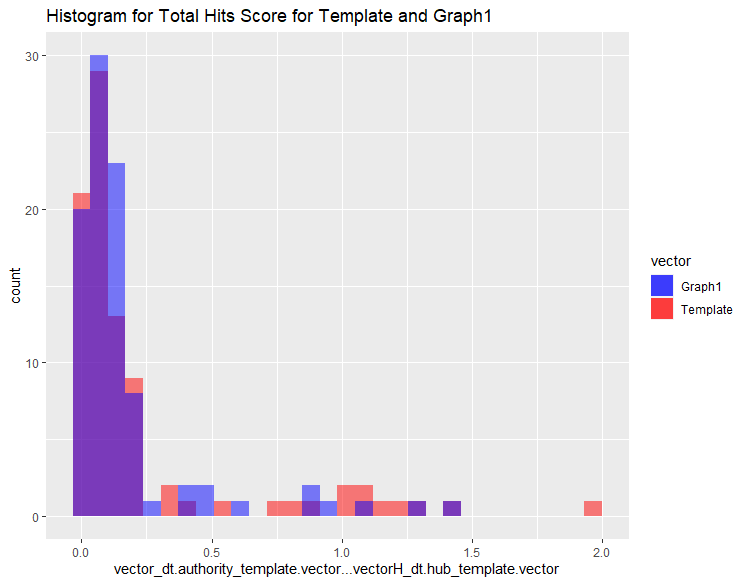 Histogram for Total Hits Score for Template and Graph1
30
20
10
0
count
0.0 0.5 1.0 1.5 2.0
vector_dt.authority_template.vector...vectorH_dt.hub_template.vector
vector
Graph1
Template